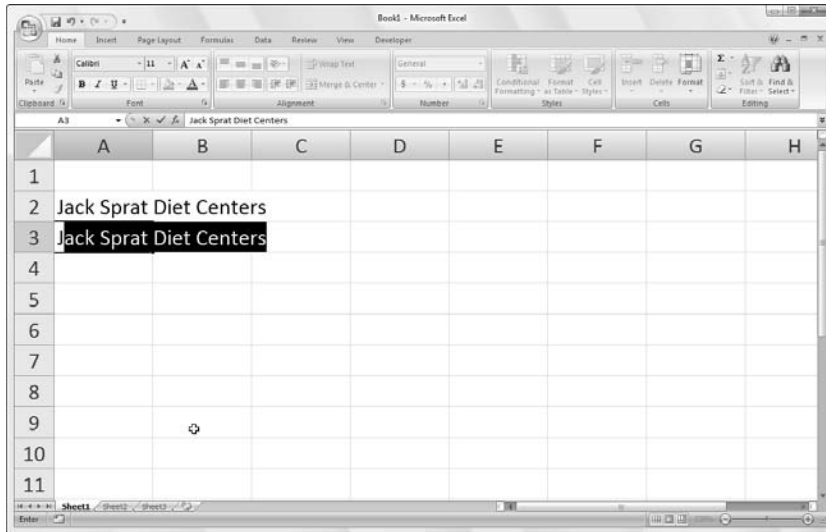 Book1 - Microsoft Excel
Home Insert Page Layout Formulas Data Review View Developer
Calibri 11 A A Wrap Text General
Paste B I U A Merge & Center $ % , Conditional Formatting Format as Table Cell Styles Insert Delete Format Σ Sort & Filter Find & Select
Clipboard Font Alignment Number Styles Cells Editing
A3 fx Jack Sprat Diet Centers
A B C D E F G H
1
2 Jack Sprat Diet Centers
3 Jack Sprat Diet Centers
4
5
6
7
8
9
10
11
Sheet1 Sheet2 Sheet3
Enter